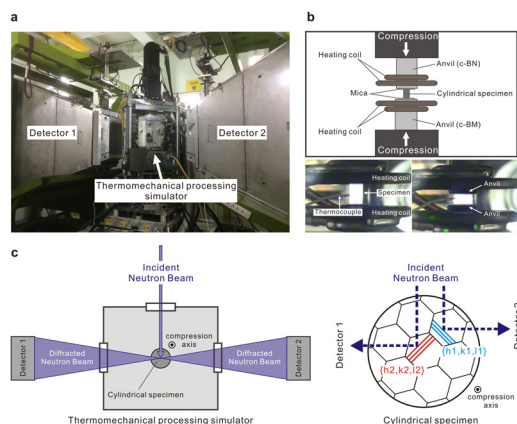 a
Detector 1
Detector 2
Thermomechanical processing
simulator
b
Compression
Heating coil
Anvil (c-BN)
Mica
Cylindrical specimen
Heating coil
Anvil (c-BM)
Compression
Heating coil
Specimen
Thermocouple
Heating coil
Anvil
Anvil
c
Incident
Neutron Beam
Detector 1
Diffracted
Neutron Beam
compression
axis
Diffracted
Neutron Beam
Detector 2
Cylindrical specimen
Thermomechanical processing simulator
Incident
Neutron Beam
Detector 1
{h1,k1,l1}
{h2,k2,l2}
compression
axis
Cylindrical specimen